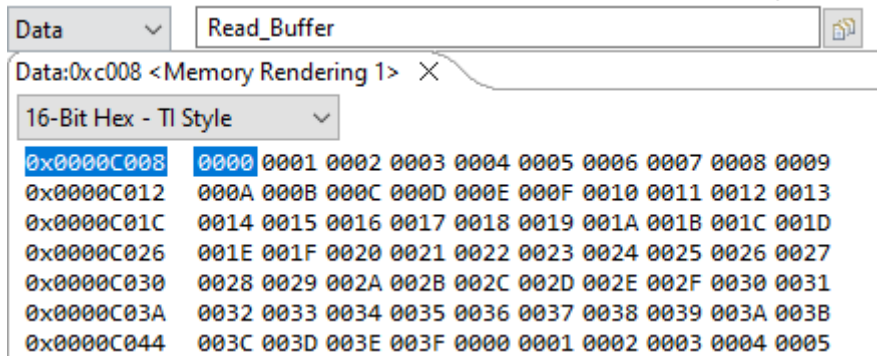 Data Read_Buffer
Data:0xc008 <Memory Rendering 1>
16-Bit Hex - TI Style
0x0000C008 0000 0001 0002 0003 0004 0005 0006 0007 0008 0009
0x0000C012 000A 000B 000C 000D 000E 000F 0010 0011 0012 0013
0x0000C01C 0014 0015 0016 0017 0018 0019 001A 001B 001C 001D
0x0000C026 001E 001F 0020 0021 0022 0023 0024 0025 0026 0027
0x0000C030 0028 0029 002A 002B 002C 002D 002E 002F 0030 0031
0x0000C03A 0032 0033 0034 0035 0036 0037 0038 0039 003A 003B
0x0000C044 003C 003D 003E 003F 0000 0001 0002 0003 0004 0005